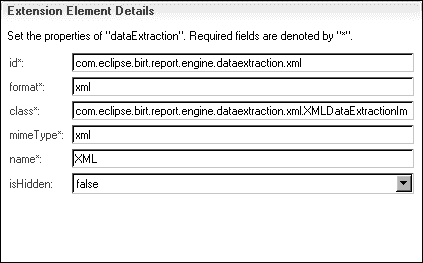 Extension Element Details
Set the properties of "dataExtraction". Required fields are denoted by "*".
id*: com.eclipse.birt.report.engine.dataextraction.xml
format*: xml
class*: com.eclipse.birt.report.engine.dataextraction.xml.XMLDataExtractionIm
mimeType*: xml
name*: XML
isHidden: false